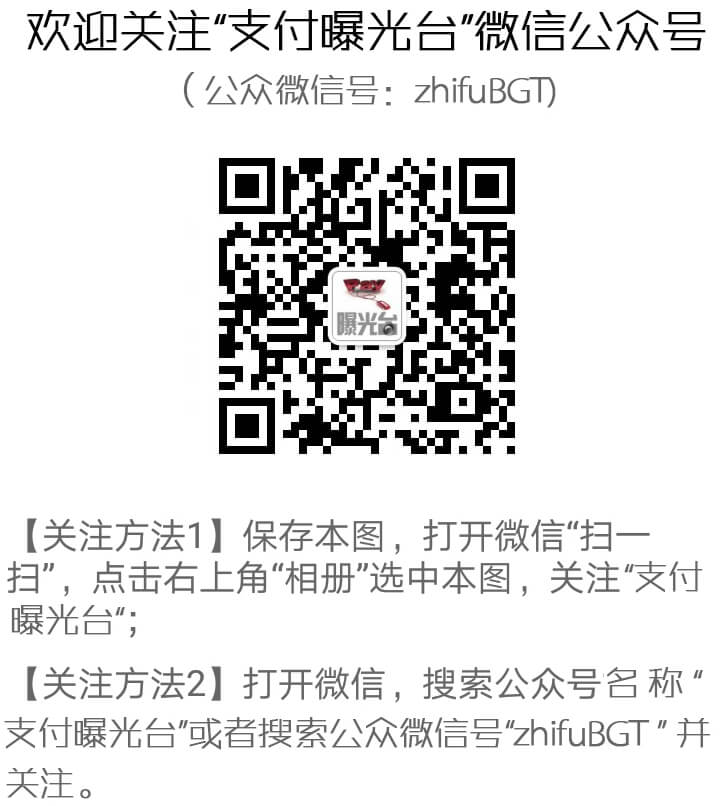 欢迎关注“支付曝光台”微信公众号
（公众微信号：zhifuBGT)
Pay
曝光台
【关注方法1】保存本图，打开微信“扫一
扫”，点击右上角“相册”选中本图，关注“支付
曝光台“；
【关注方法2】打开微信，搜索公众号名称“
支付曝光台”或者搜索公众微信号“zhifuBGT ” 并
关注。